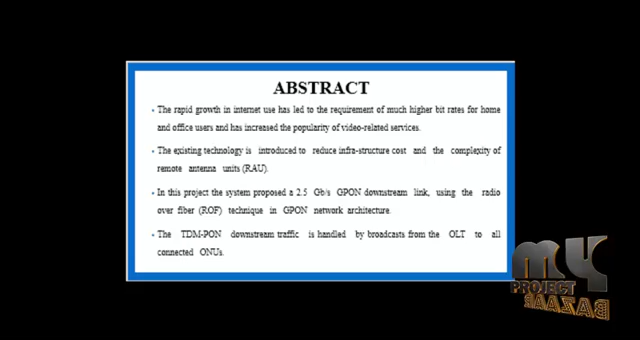 ABSTRACT
• The rapid growth in internet use has led to the requirement of much higher bit rates for home
and office users and has increased the popularity of video-related services.
• The existing technology is introduced to reduce infra-structure cost and the complexity of
remote antenna units (RAU).
• In this project the system proposed a 2.5 Gb/s GPON downstream link, using the radio
over fiber (ROF) technique in GPON network architecture.
• The TDM-PON downstream traffic is handled by broadcasts from the OLT to all
connected ONUs.
my
PROJECT
BAZAAR